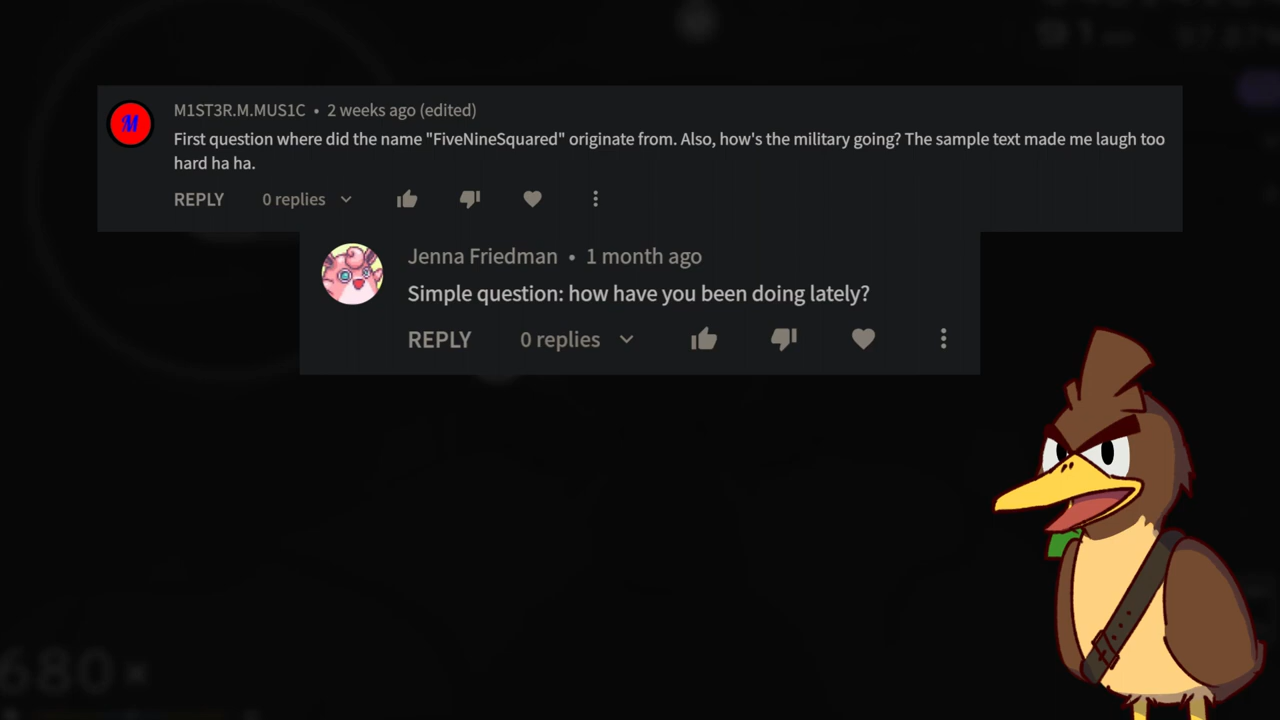 M
M1ST3R.M.MUS1C • 2 weeks ago (edited)
First question where did the name "FiveNineSquared" originate from. Also, how's the military going? The sample text made me laugh too
hard ha ha.
REPLY 0 replies
Jenna Friedman • 1 month ago
Simple question: how have you been doing lately?
REPLY 0 replies
680×